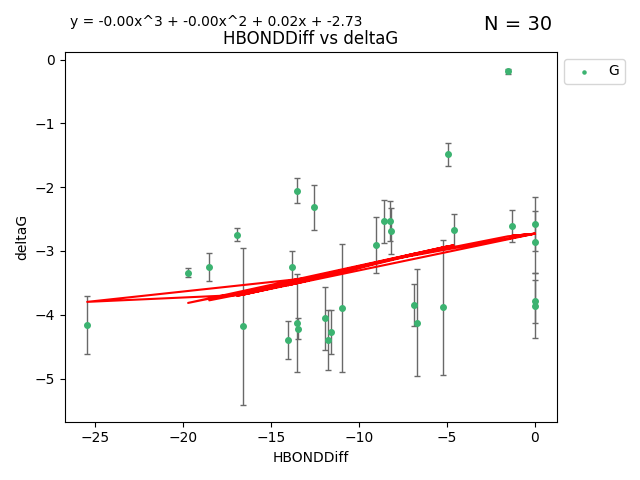 y = -0.00x^3 + -0.00x^2 + 0.02x + -2.73
N = 30
HBONDDiff vs deltaG
G
0
−1
−2
−3
−4
−5
deltaG
−25
−20
−15
−10
−5
0
HBONDDiff